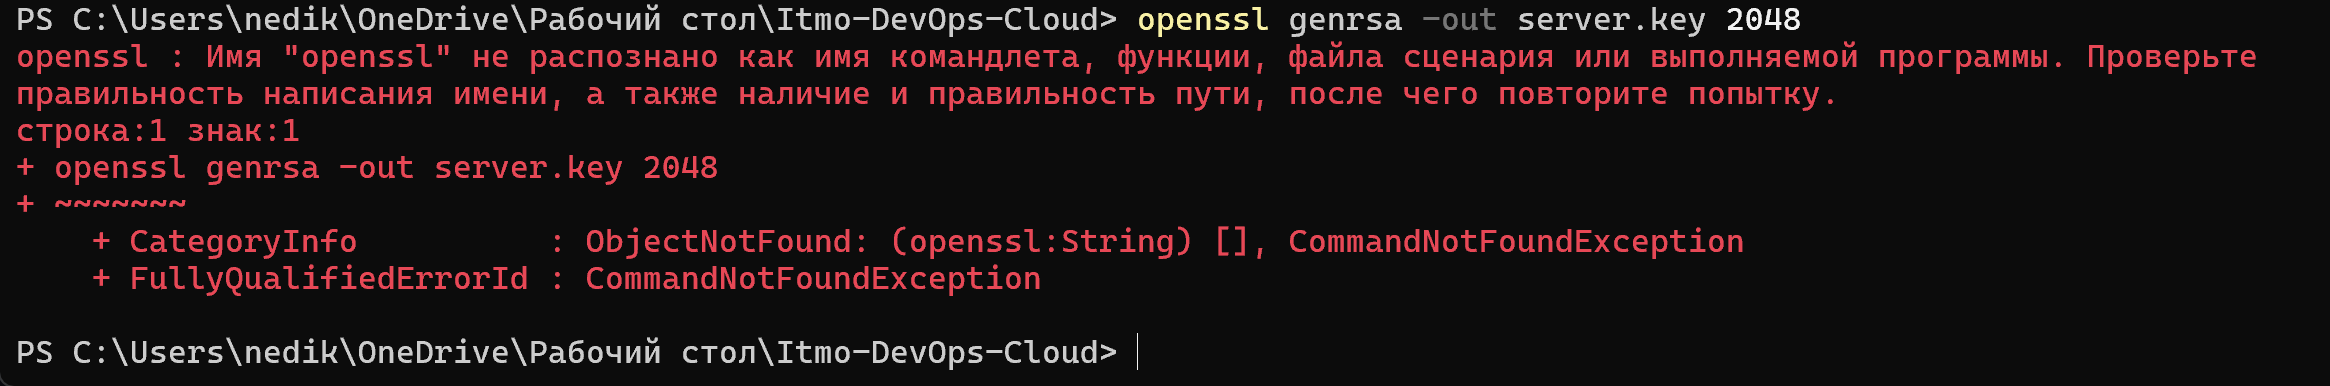 PS C:\Users\nedik\OneDrive\Рабочий стол\Itmo-DevOps-Cloud> openssl genrsa -out server.key 2048
openssl : Имя "openssl" не распознано как имя командлета, функции, файла сценария или выполняемой программы. Проверьте
правильность написания имени, а также наличие и правильность пути, после чего повторите попытку.
строка:1 знак:1
+ openssl genrsa -out server.key 2048
+ ~~~~~~~
    + CategoryInfo          : ObjectNotFound: (openssl:String) [], CommandNotFoundException
    + FullyQualifiedErrorId : CommandNotFoundException
PS C:\Users\nedik\OneDrive\Рабочий стол\Itmo-DevOps-Cloud>